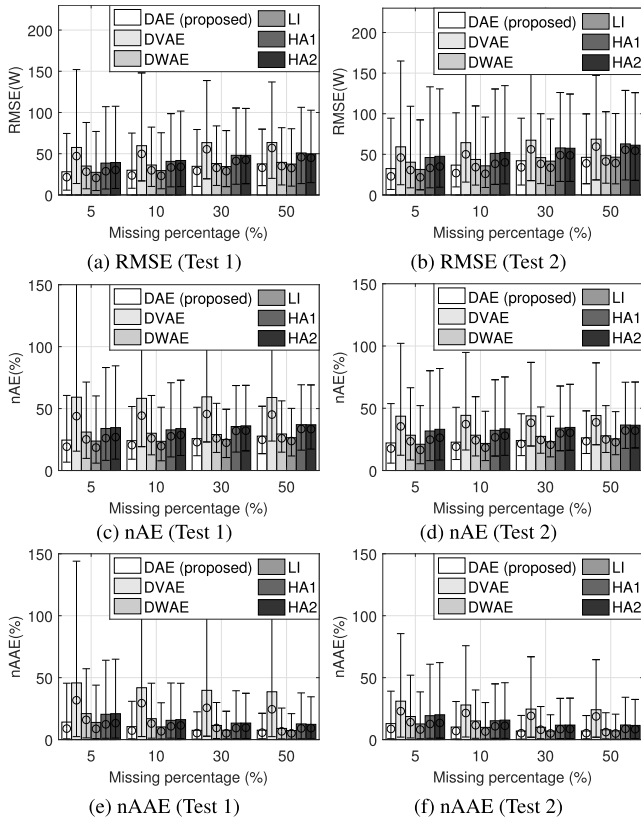 RMSE(W)
200
150
100
50
0
DAE (proposed)
DVAE
DWAE
LI
HA1
HA2
5 10 30 50
Missing percentage (%)
(a) RMSE (Test 1)
RMSE(W)
200
150
100
50
0
DAE (proposed)
DVAE
DWAE
LI
HA1
HA2
5 10 30 50
Missing percentage (%)
(b) RMSE (Test 2)
nAE(%)
150
100
50
0
DAE (proposed)
DVAE
DWAE
LI
HA1
HA2
5 10 30 50
Missing percentage (%)
(c) nAE (Test 1)
nAE(%)
150
100
50
0
DAE (proposed)
DVAE
DWAE
LI
HA1
HA2
5 10 30 50
Missing percentage (%)
(d) nAE (Test 2)
nAAE(%)
150
100
50
0
DAE (proposed)
DVAE
DWAE
LI
HA1
HA2
5 10 30 50
Missing percentage (%)
(e) nAAE (Test 1)
nAAE(%)
150
100
50
0
DAE (proposed)
DVAE
DWAE
LI
HA1
HA2
5 10 30 50
Missing percentage (%)
(f) nAAE (Test 2)